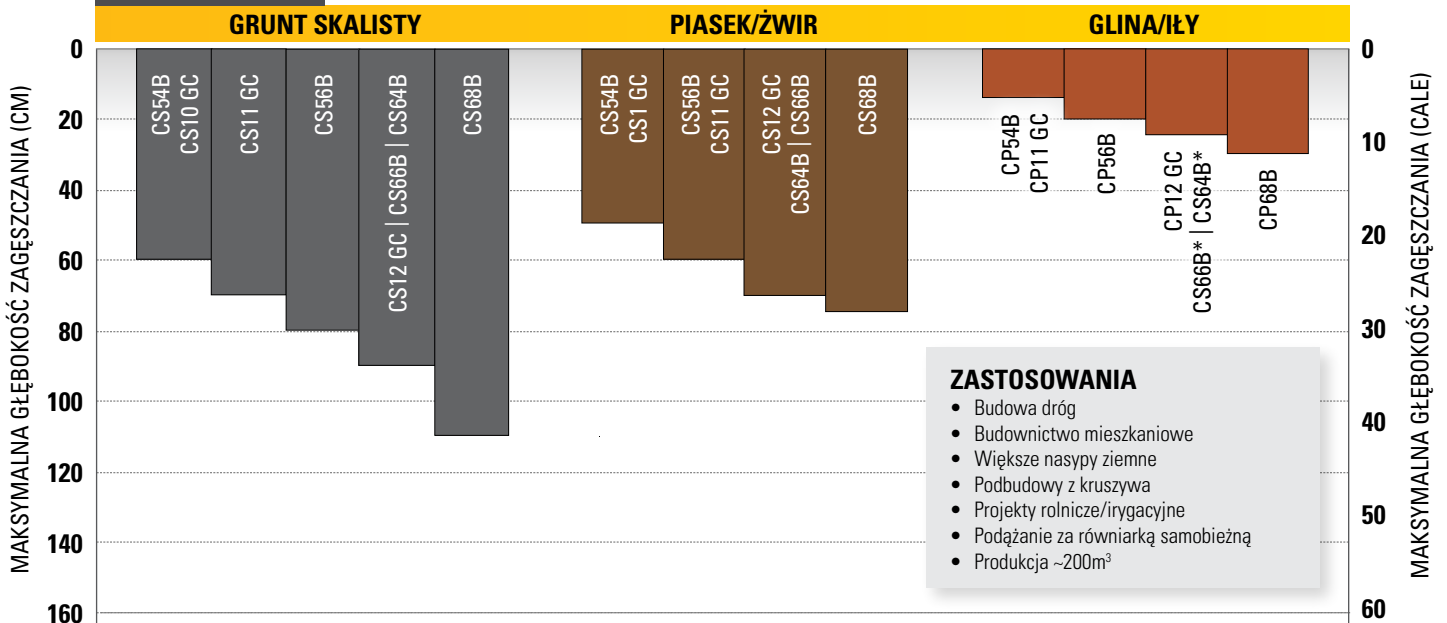 GRUNT SKALISTY
PIASEK/ŻWIR
GLINA/IŁY
MAKSYMALNA GŁĘBOKOŚĆ ZAGĘSZCZANIA (CM)
0
20
40
60
80
100
120
140
160
CS54B
CS10 GC
CS11 GC
CS56B
CS12 GC | CS66B | CS64B
CS68B
CS54B
CS1 GC
CS56B
CS11 GC
CS12 GC
CS64B | CS66B
CS68B
CP54B
CP11 GC
CP56B
CP12 GC
CS66B* | CS64B*
CP68B
ZASTOSOWANIA
• Budowa dróg
• Budownictwo mieszkaniowe
• Większe nasypy ziemne
• Podbudowy z kruszywa
• Projekty rolnicze/irygacyjne
• Podążanie za równiarką samobieżną
• Produkcja ~200m³
0
10
20
30
40
50
60
MAKSYMALNA GŁĘBOKOŚĆ ZAGĘSZCZANIA (CALE)